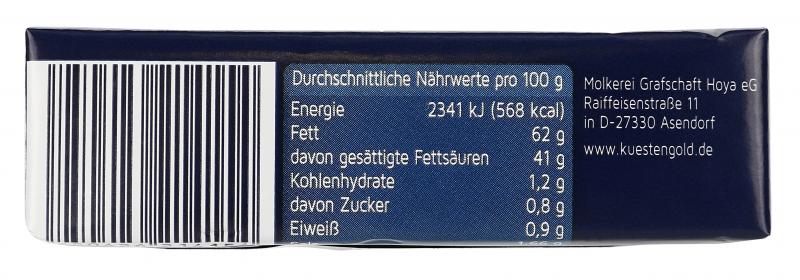 Durchschnittliche Nährwerte pro 100 g
Energie 2341 kJ (568 kcal)
Fett 62 g
davon gesättigte Fettsäuren 41 g
Kohlenhydrate 1,2 g
davon Zucker 0,8 g
Eiweiß 0,9 g
Molkerei Grafschaft Hoya eG
Raiffeisenstraße 11
in D-27330 Asendorf
www.kuestengold.de